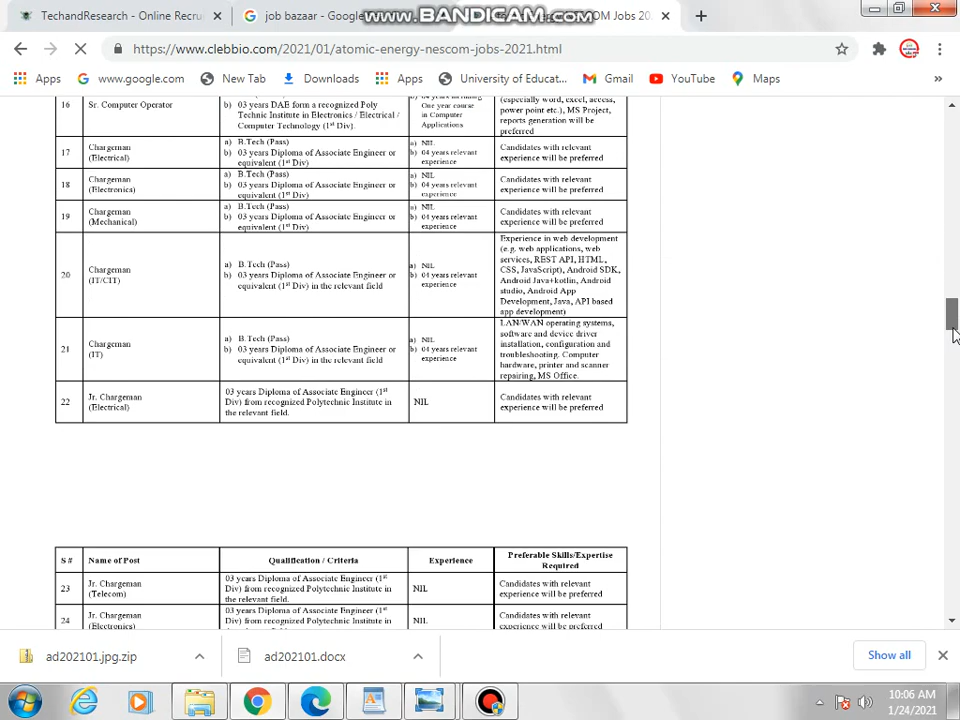 TechandResearch - Online Recru
job bazaar - Google
www.BANDICAM.com
COM Jobs 20
https://www.clebbio.com/2021/01/atomic-energy-nescom-jobs-2021.html
Apps www.google.com New Tab Downloads Apps University of Educat... Gmail YouTube Maps »
16 Sr. Computer Operator
b) 03 years DAE form a recognized Poly
Technic Institute in Electronics / Electrical /
Computer Technology (1st Div).
One year course
in Computer
Applications
(especially word, excel, access,
power point etc.), MS Project,
reports generation will be
preferred
17 Chargeman
(Electrical)
a) B.Tech (Pass)
b) 03 years Diploma of Associate Engineer or
equivalent (1st Div)
a) NIL
b) 04 years relevant
experience
Candidates with relevant
experience will be preferred
18 Chargeman
(Electronics)
a) B.Tech (Pass)
b) 03 years Diploma of Associate Engineer or
equivalent (1st Div)
a) NIL
b) 04 years relevant
experience
Candidates with relevant
experience will be preferred
19 Chargeman
(Mechanical)
a) B.Tech (Pass)
b) 03 years Diploma of Associate Engineer or
equivalent (1st Div)
a) NIL
b) 04 years relevant
experience
Candidates with relevant
experience will be preferred
20 Chargeman
(IT/CIT)
a) B.Tech (Pass)
b) 03 years Diploma of Associate Engineer or
equivalent (1st Div) in the relevant field
a) NIL
b) 04 years relevant
experience
Experience in web development
(e.g. web applications, web
services, REST API, HTML,
CSS, JavaScript), Android SDK,
Android Java+kotlin, Android
studio, Android App
Development, Java, API based
app development)
21 Chargeman
(IT)
a) B.Tech (Pass)
b) 03 years Diploma of Associate Engineer or
equivalent (1st Div) in the relevant field
a) NIL
b) 04 years relevant
experience
LAN/WAN operating systems,
software and device driver
installation, configuration and
troubleshooting. Computer
hardware, printer and scanner
repairing, MS Office.
22 Jr. Chargeman
(Electrical)
03 years Diploma of Associate Engineer (1st
Div) from recognized Polytechnic Institute in
the relevant field.
NIL
Candidates with relevant
experience will be preferred
S # Name of Post Qualification / Criteria Experience Preferable Skills/Expertise
Required
23 Jr. Chargeman
(Telecom)
03 years Diploma of Associate Engineer (1st
Div) from recognized Polytechnic Institute in
the relevant field.
NIL
Candidates with relevant
experience will be preferred
24 Jr. Chargeman
(Electronics)
03 years Diploma of Associate Engineer (1st
Div) from recognized Polytechnic Institute in
NIL
Candidates with relevant
experience will be preferred
ad202101.jpg.zip
ad202101.docx
Show all
10:06 AM
1/24/2021